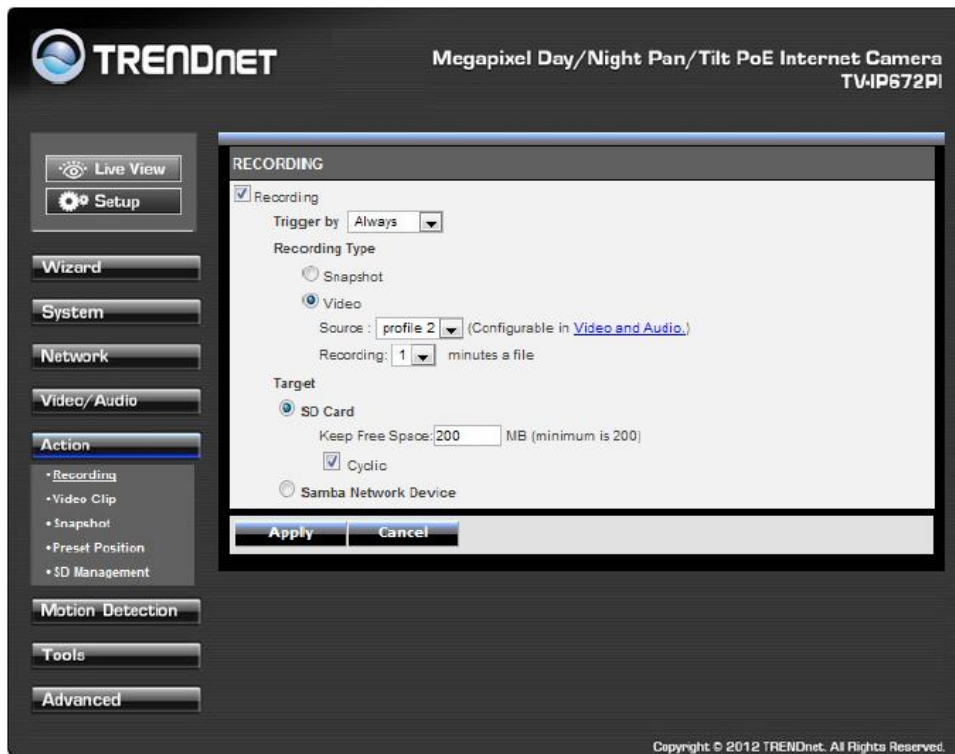 TRENDNET
Megapixel Day/Night Pan/Tilt PoE Internet Camera
TV-IP672PI
Live View
Setup
Wizard
System
Network
Video/Audio
Action
• Recording
• Video Clip
• Snapshot
• Preset Position
• SD Management
Motion Detection
Tools
Advanced
RECORDING
Recording
Trigger by Always
Recording Type
Snapshot
Video
Source : profile 2 (Configurable in Video and Audio.)
Recording: 1 minutes a file
Target
SD Card
Keep Free Space: 200 MB (minimum is 200)
Cyclic
Samba Network Device
Apply Cancel
Copyright © 2012 TRENDnet. All Rights Reserved.